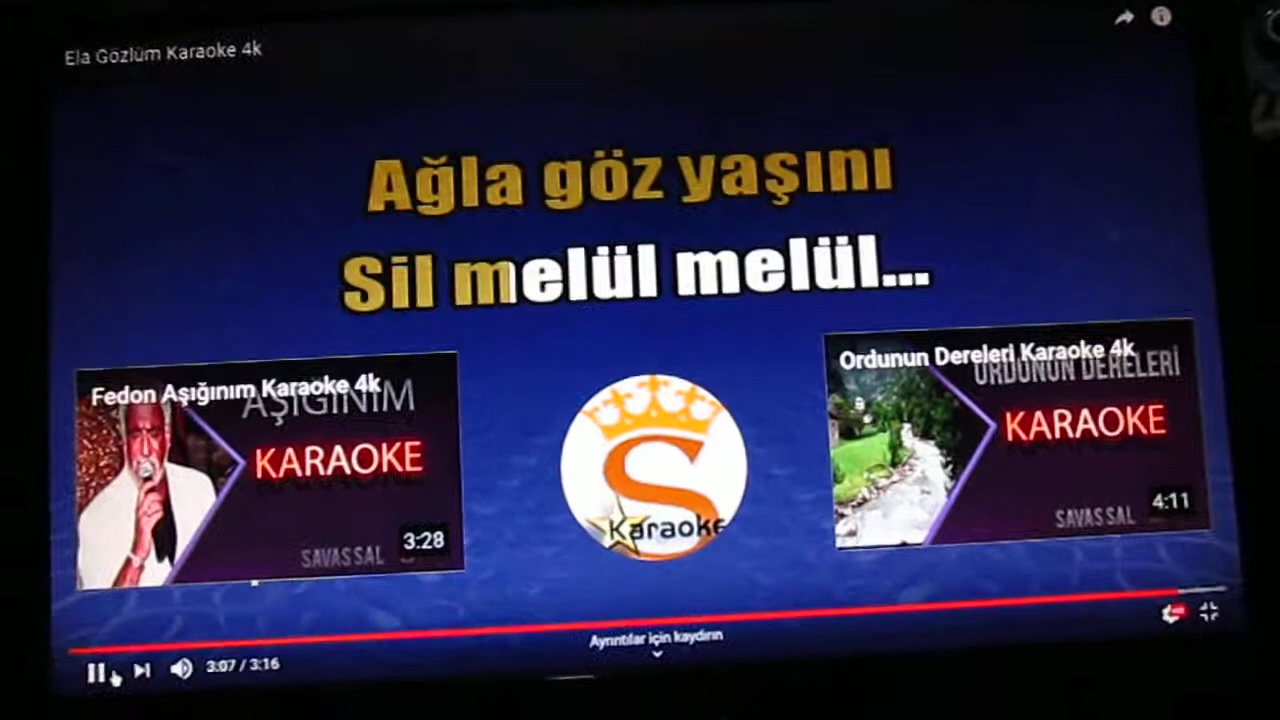 Ela Gözlüm Karaoke 4k
Ağla göz yaşını
Sil melül melül...
Fedon Aşığınım Karaoke 4k
AŞIĞINIM
KARAOKE
SAVAS SAL
3:28
S
Karaoke
Ordunun Dereleri Karaoke 4k
ORDUNUN DERELERİ
KARAOKE
SAVAS SAL
4:11
Ayrıntılar için kaydırın
3:07 / 3:16